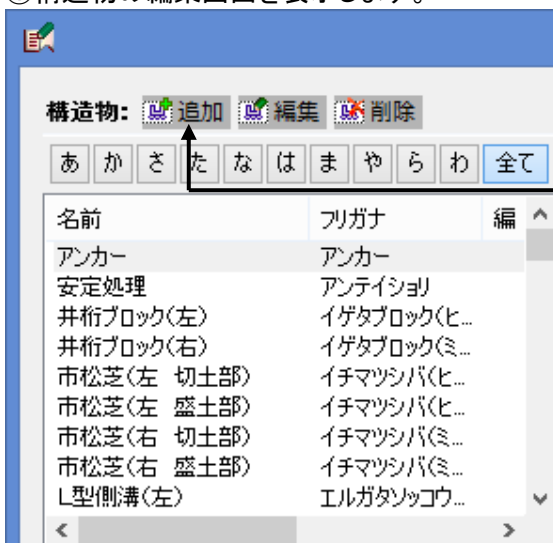 構造物: 追加 編集 削除
あ か さ た な は ま や ら わ 全て
名前 フリガナ 編
アンカー アンカー
安定処理 アンテイショリ
井桁ブロック(左) イゲタブロック(ヒ...
井桁ブロック(右) イゲタブロック(ミ...
市松芝(左 切土部) イチマツシバ(ヒ...
市松芝(左 盛土部) イチマツシバ(ヒ...
市松芝(右 切土部) イチマツシバ(ミ...
市松芝(右 盛土部) イチマツシバ(ミ...
L型側溝(左) エルガタソッコウ...